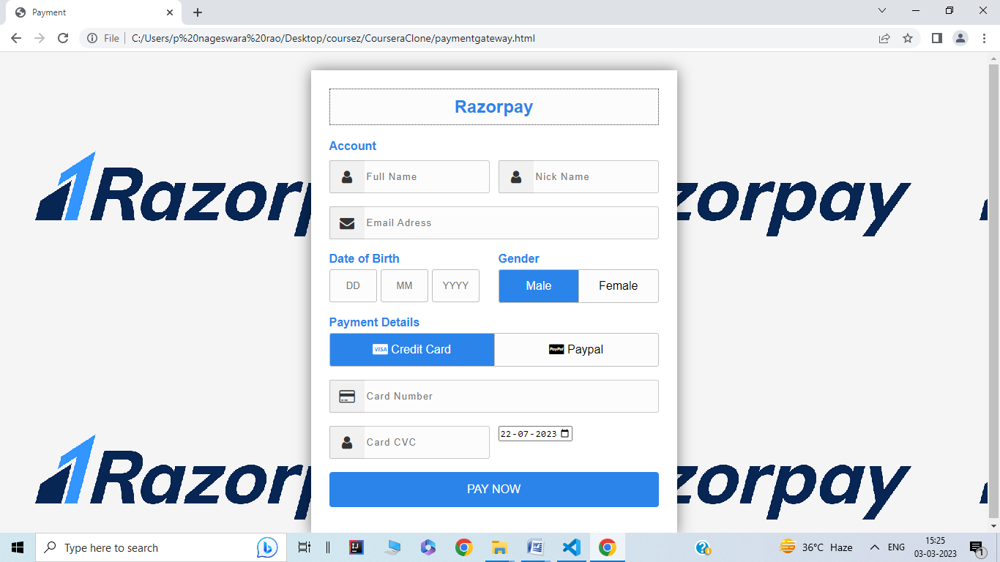 Payment
File C:/Users/p%20nageswara%20rao/Desktop/coursez/CourseraClone/paymentgateway.html
Razorpay
Account
Full Name Nick Name
Email Adress
Date of Birth Gender
DD MM YYYY Male Female
Payment Details
VISA Credit Card PayPal Paypal
Card Number
Card CVC 22-07-2023
PAY NOW
Razorp zorpay
Razorp zorpay
Type here to search
36°C Haze ENG 15:25
03-03-2023
1